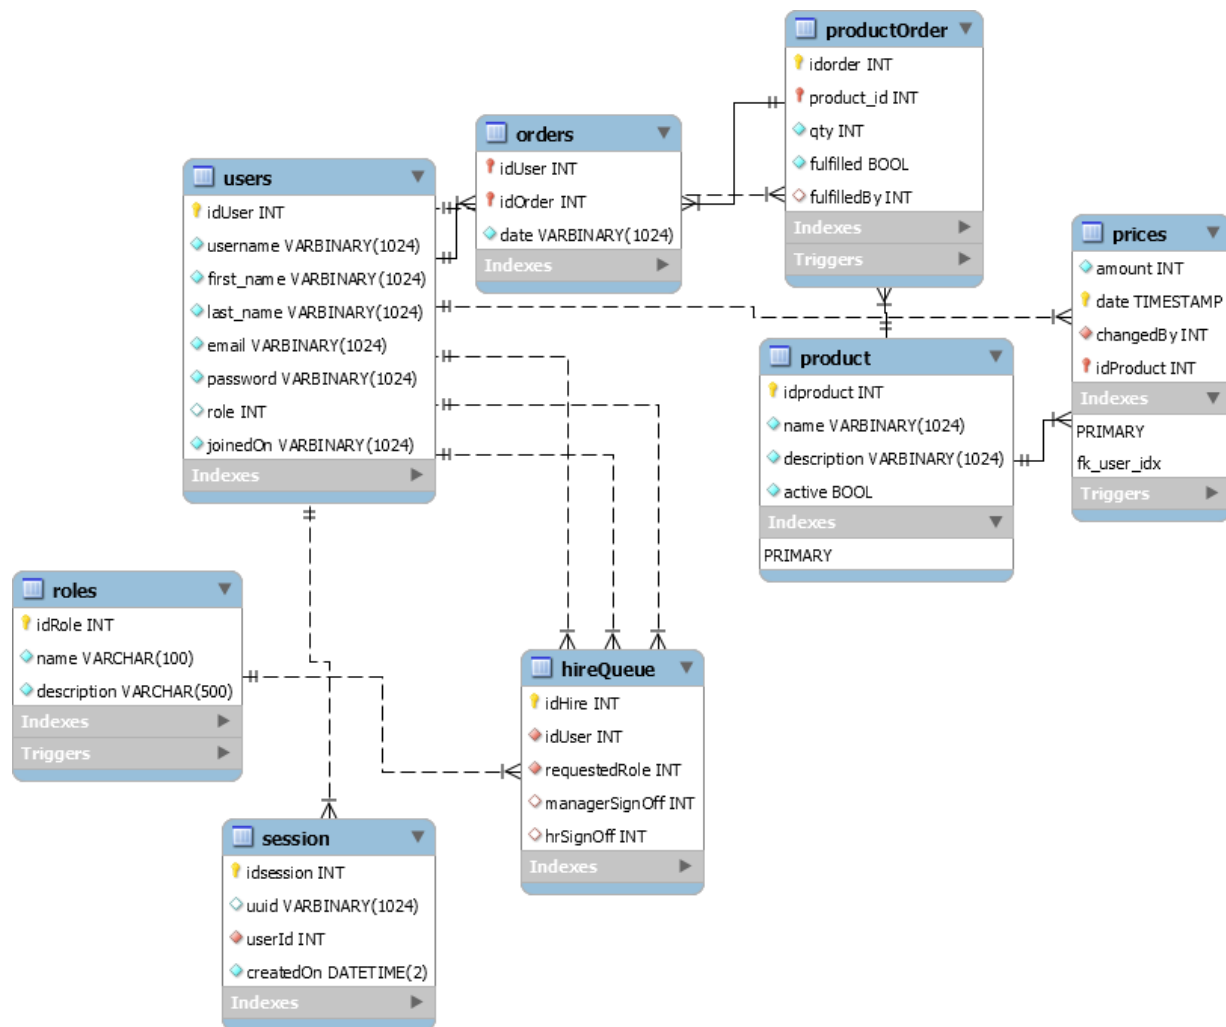 productOrder
idorder INT
product_id INT
qty INT
fulfilled BOOL
fulfilledBy INT
Indexes
Triggers
orders
idUser INT
idOrder INT
date VARBINARY(1024)
Indexes
users
idUser INT
username VARBINARY(1024)
first_name VARBINARY(1024)
last_name VARBINARY(1024)
email VARBINARY(1024)
password VARBINARY(1024)
role INT
joinedOn VARBINARY(1024)
Indexes
prices
amount INT
date TIMESTAMP
changedBy INT
idProduct INT
Indexes
PRIMARY
fk_user_idx
Triggers
product
idproduct INT
name VARBINARY(1024)
description VARBINARY(1024)
active BOOL
Indexes
PRIMARY
roles
idRole INT
name VARCHAR(100)
description VARCHAR(500)
Indexes
Triggers
hireQueue
idHire INT
idUser INT
requestedRole INT
managerSignOff INT
hrSignOff INT
Indexes
session
idsession INT
uuid VARBINARY(1024)
userId INT
createdOn DATETIME(2)
Indexes